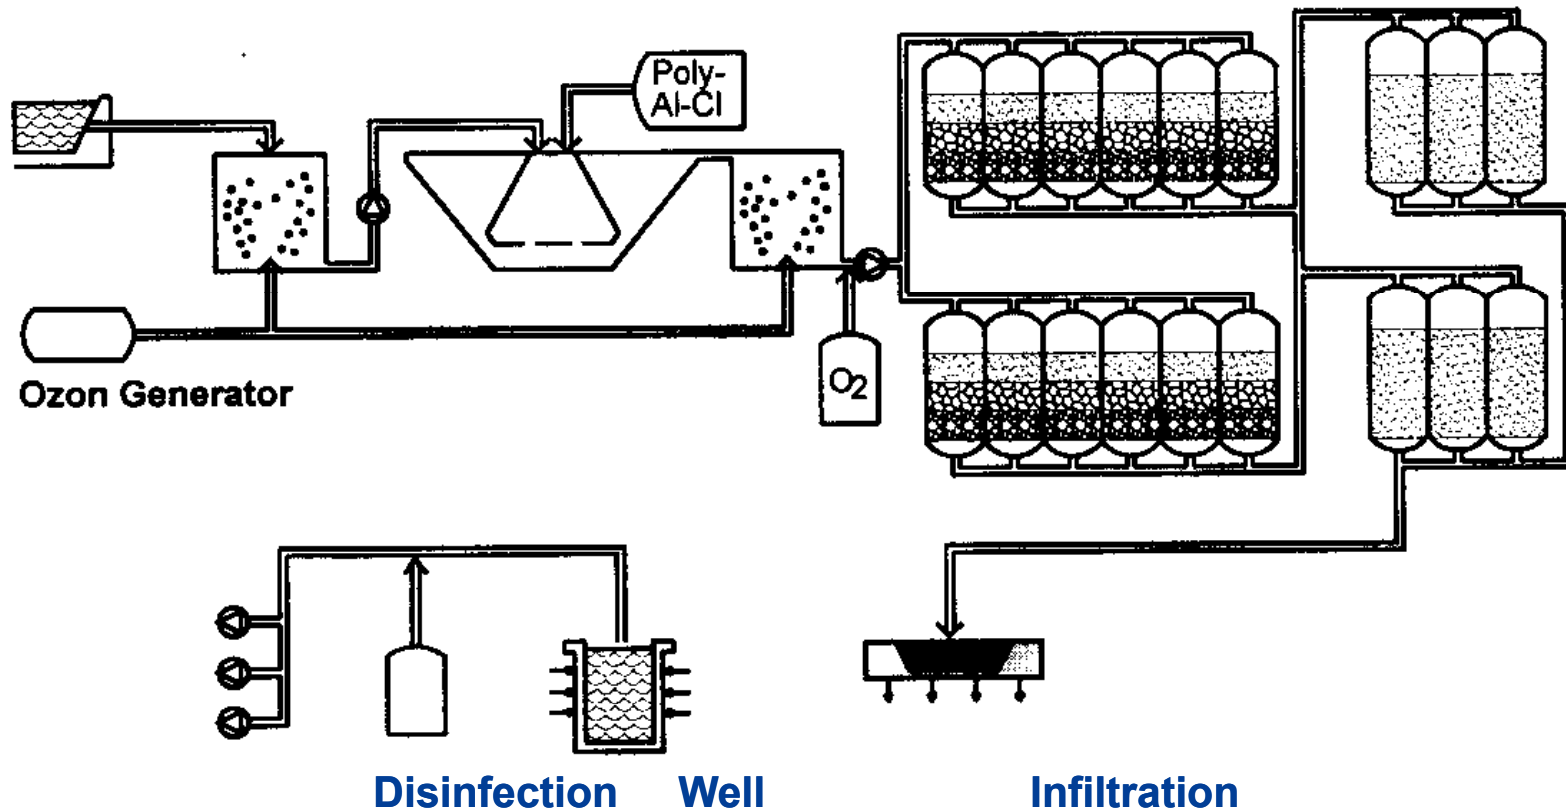 Poly-
Al-Cl
O2
Ozon Generator
Disinfection Well Infiltration